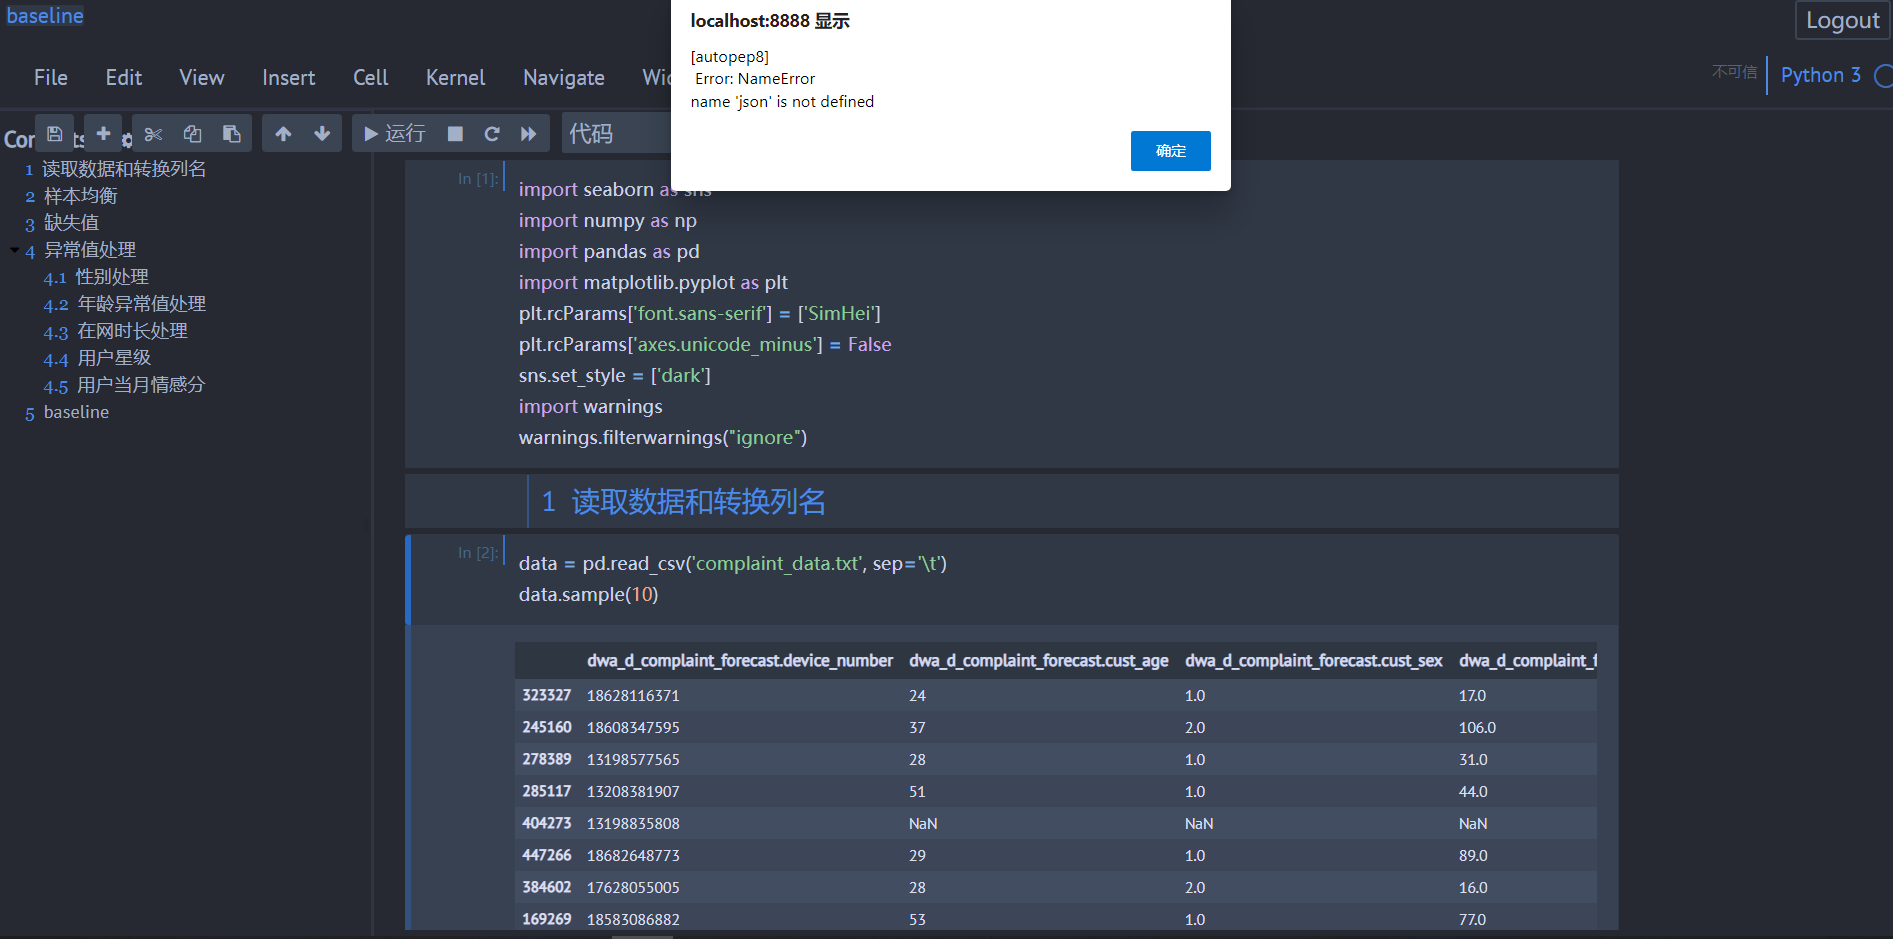 baseline
Logout
localhost:8888 显示
[autopep8]
Error: NameError
name 'json' is not defined
确定
File Edit View Insert Cell Kernel Navigate
不可信 Python 3
运行 代码
1 读取数据和转换列名
2 样本均衡
3 缺失值
4 异常值处理
4.1 性别处理
4.2 年龄异常值处理
4.3 在网时长处理
4.4 用户星级
4.5 用户当月情感分
5 baseline
In [1]:
import seaborn as sns
import numpy as np
import pandas as pd
import matplotlib.pyplot as plt
plt.rcParams['font.sans-serif'] = ['SimHei']
plt.rcParams['axes.unicode_minus'] = False
sns.set_style = ['dark']
import warnings
warnings.filterwarnings("ignore")
1 读取数据和转换列名
In [2]:
data = pd.read_csv('complaint_data.txt', sep='\t')
data.sample(10)
dwa_d_complaint_forecast.device_number dwa_d_complaint_forecast.cust_age dwa_d_complaint_forecast.cust_sex dwa_d_complaint_f
323327 18628116371 24 1.0 17.0
245160 18608347595 37 2.0 106.0
278389 13198577565 28 1.0 31.0
285117 13208381907 51 1.0 44.0
404273 13198835808 NaN NaN NaN
447266 18682648773 29 1.0 89.0
384602 17628055005 28 2.0 16.0
169269 18583086882 53 1.0 77.0